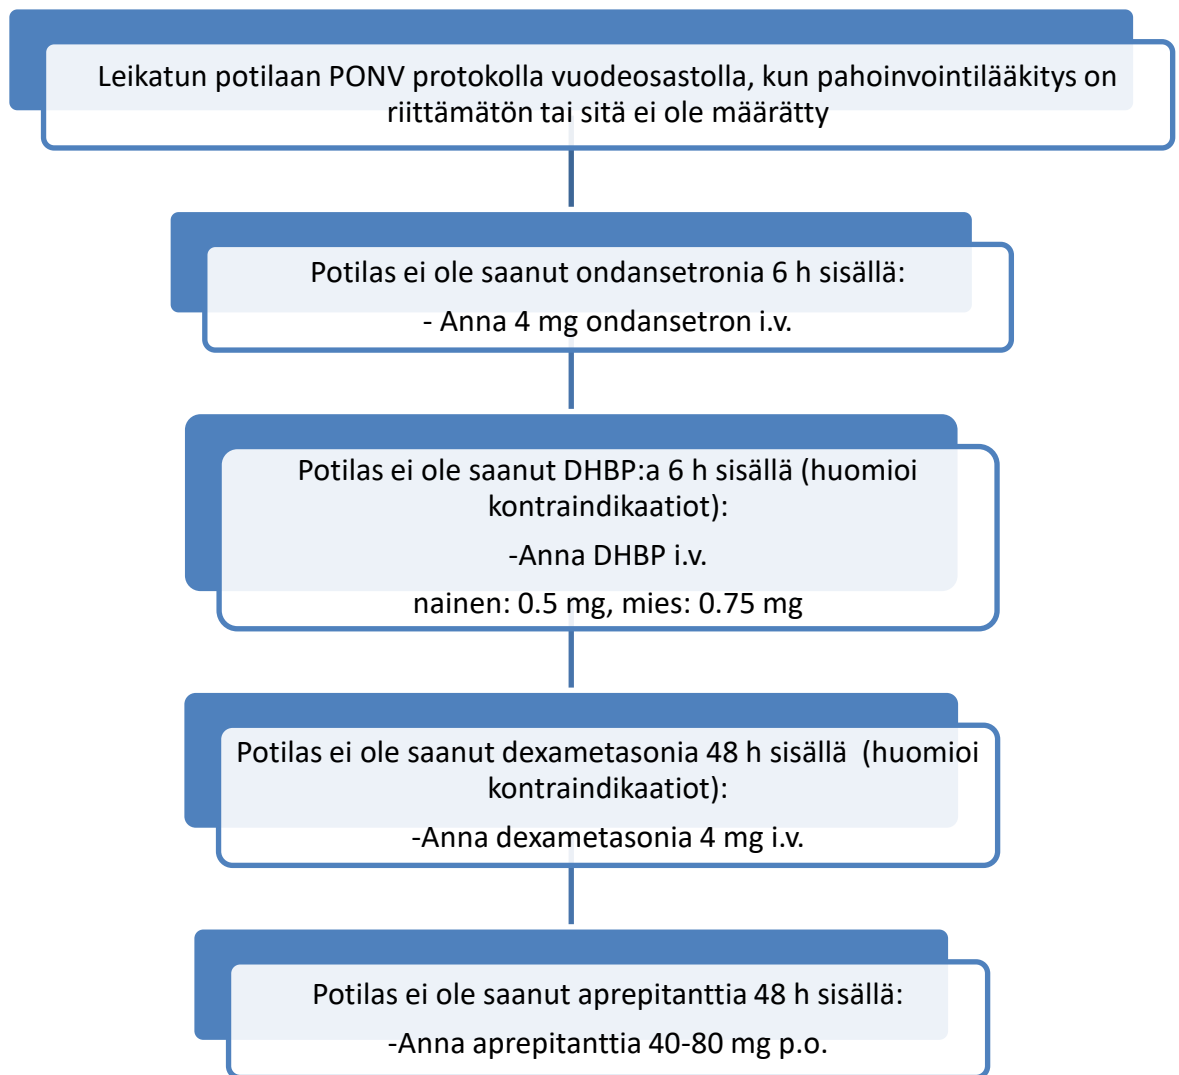 Leikatun potilaan PONV protokolla vuodeosastolla, kun pahoinvointilääkitys on
riittämätön tai sitä ei ole määrätty
Potilas ei ole saanut ondansetronia 6 h sisällä:
- Anna 4 mg ondansetron i.v.
Potilas ei ole saanut DHBP:a 6 h sisällä (huomioi
kontraindikaatiot):
-Anna DHBP i.v.
nainen: 0.5 mg, mies: 0.75 mg
Potilas ei ole saanut dexametasonia 48 h sisällä (huomioi
kontraindikaatiot):
-Anna dexametasonia 4 mg i.v.
Potilas ei ole saanut aprepitanttia 48 h sisällä:
-Anna aprepitanttia 40-80 mg p.o.